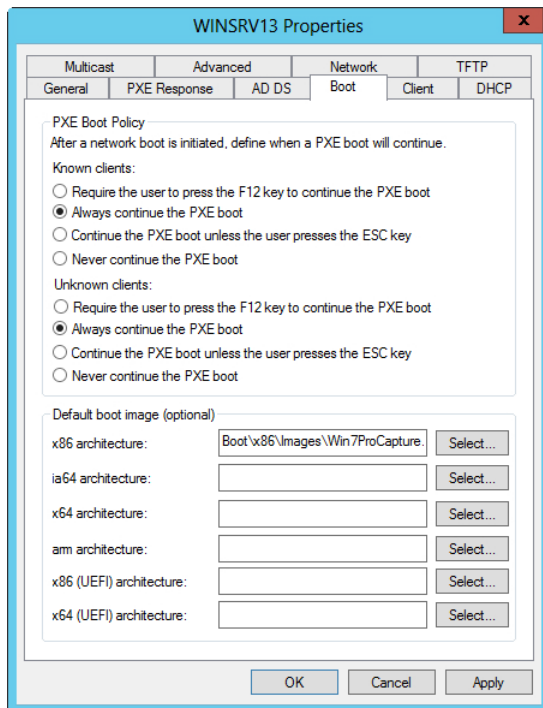 WINSRV13 Properties
x
Multicast Advanced Network TFTP
General PXE Response AD DS Boot Client DHCP
PXE Boot Policy
After a network boot is initiated, define when a PXE boot will continue.
Known clients:
Require the user to press the F12 key to continue the PXE boot
Always continue the PXE boot
Continue the PXE boot unless the user presses the ESC key
Never continue the PXE boot
Unknown clients:
Require the user to press the F12 key to continue the PXE boot
Always continue the PXE boot
Continue the PXE boot unless the user presses the ESC key
Never continue the PXE boot
Default boot image (optional)
x86 architecture: Boot\x86\Images\Win7ProCapture. Select...
ia64 architecture: Select...
x64 architecture: Select...
arm architecture: Select...
x86 (UEFI) architecture: Select...
x64 (UEFI) architecture: Select...
OK Cancel Apply